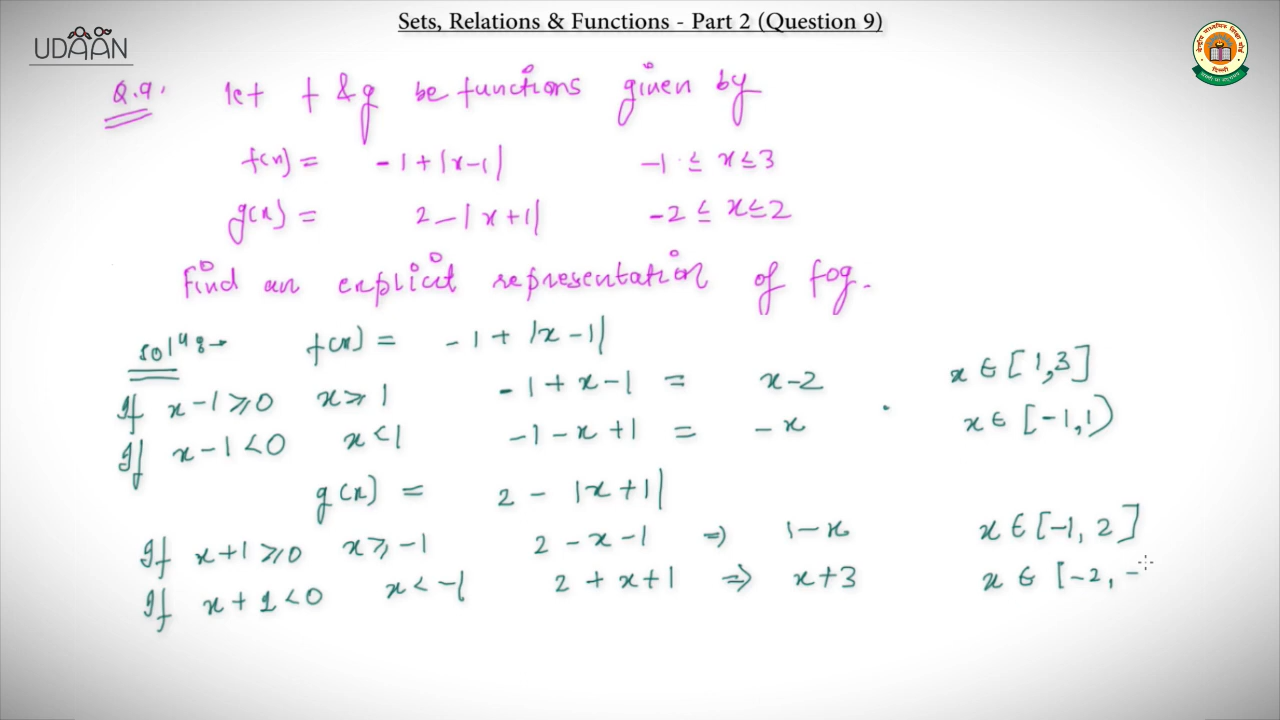 Sets, Relations & Functions - Part 2 (Question 9)
UDAAN
Q.9. let f & g be functions given by
f(x) = -1 + |x-1| -1 ≤ x ≤ 3
g(x) = 2 - |x+1| -2 ≤ x ≤ 2
Find an explicit representation of fog.
Soln:- f(x) = -1 + |x-1|
If x-1 ≥ 0 x ≥ 1 -1 + x - 1 = x-2 x ∈ [1,3]
If x-1 < 0 x < 1 -1 - x + 1 = -x x ∈ [-1,1)
g(x) = 2 - |x+1|
If x+1 ≥ 0 x ≥ -1 2 - x - 1 ⇒ 1-x x ∈ [-1, 2]
If x+1 < 0 x < -1 2 + x + 1 ⇒ x+3 x ∈ [-2, -